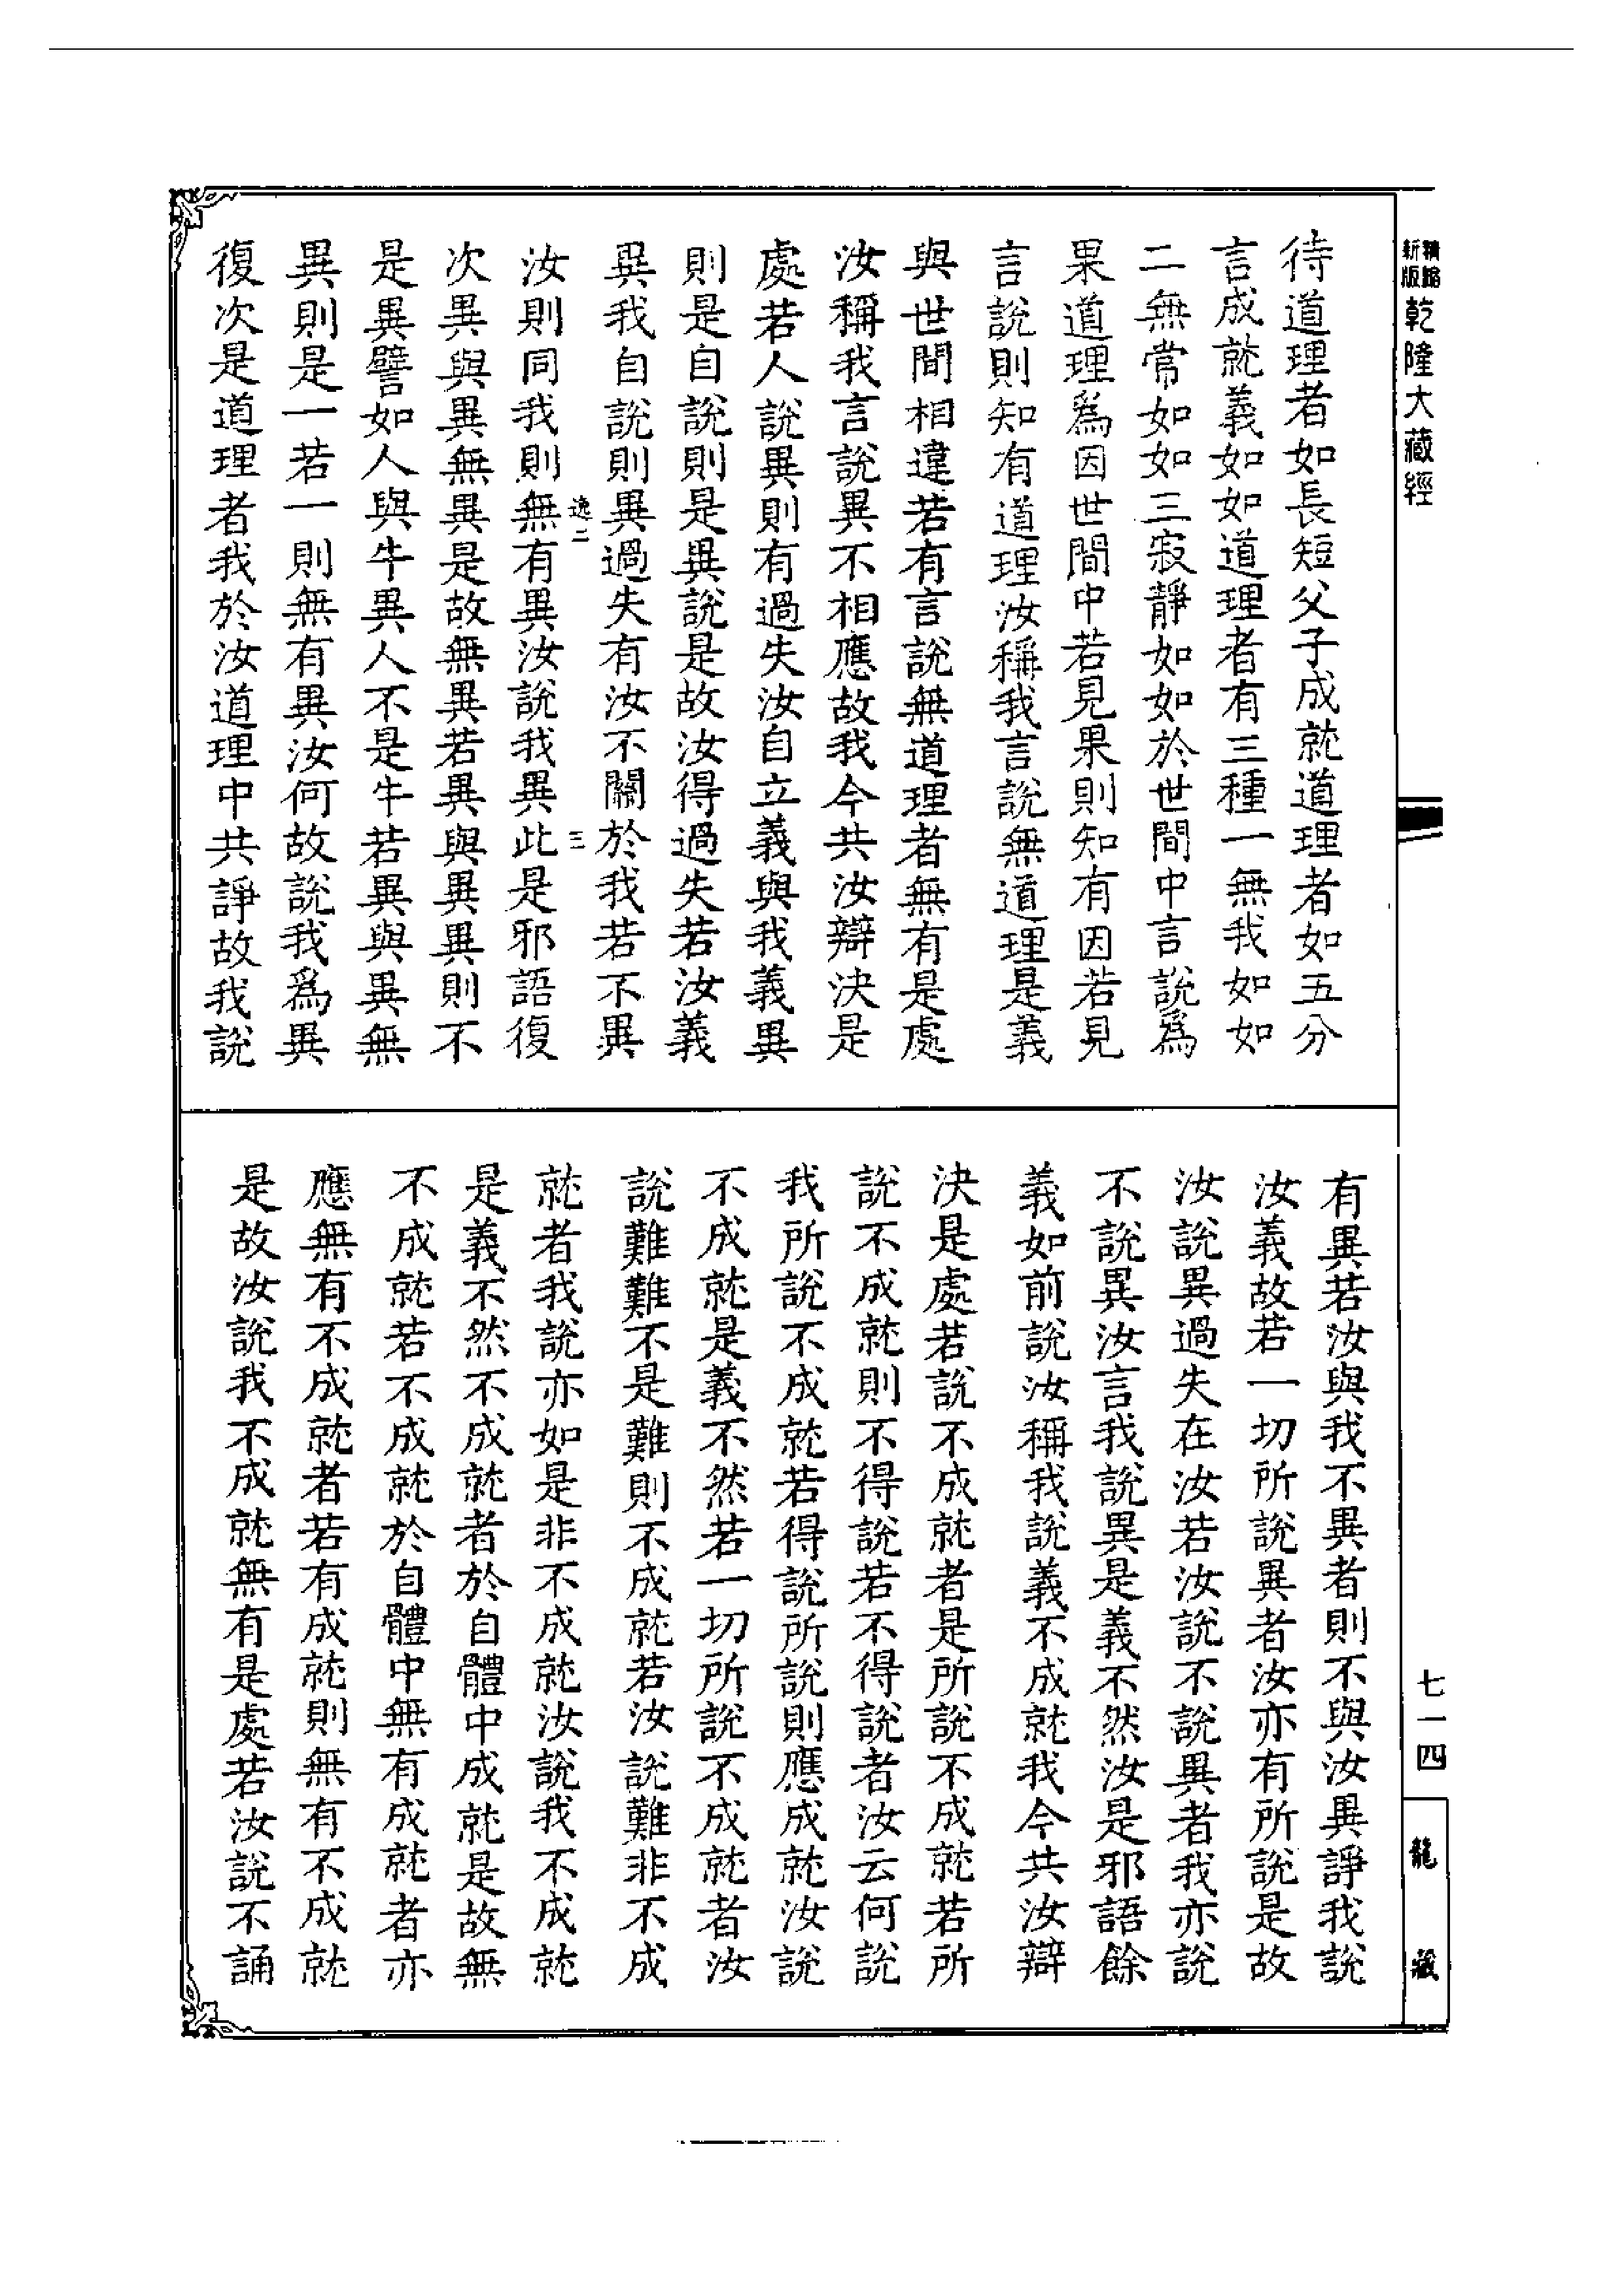 精縮
新版
乾隆大藏經
待道理者如長短父子成就道理者如五分
言成就義如如道理者有三種一無我如如
二無常如如三寂靜如如於世間中言說爲
果道理爲因世間中若見果則知有因若見
言說則知有道理汝稱我言說無道理是義
與世間相違若有言說無道理者無有是處
汝稱我言說異不相應故我今共汝辯決是
處若人說異則有過失汝自立義與我義異
則是自說則是異說是故汝得過失若汝義
異我自說則異過失有汝不關於我若不異
逸二
三
汝則同我則無有異汝說我異此是邪語復
次異與異無異是故無異若異與異異則不
是異譬如人與牛異人不是牛若異與異無
異則是一若一則無有異汝何故說我爲異
復次是道理者我於汝道理中共諍故我說
七一四
龍藏
有異若汝與我不異者則不與汝異諍我說
汝義故若一切所說異者汝亦有所說是故
汝說異過失在汝若汝說不說異者我亦說
不說異汝言我說異是義不然汝是邪語餘
義如前說汝稱我說義不成就我今共汝辯
決是處若說不成就者是所說不成就若所
說不成就則不得說若不得說者汝云何說
我所說不成就若得說所說則應成就汝說
不成就是義不然若一切所說不成就者汝
說難難不是難則不成就若汝說難非不成
就者我說亦如是非不成就汝說我不成就
是義不然不成就者於自體中成就是故無
不成就若不成就於自體中無有成就者亦
應無有不成就者若有成就則無有不成就
是故汝說我不成就無有是處若汝說不誦